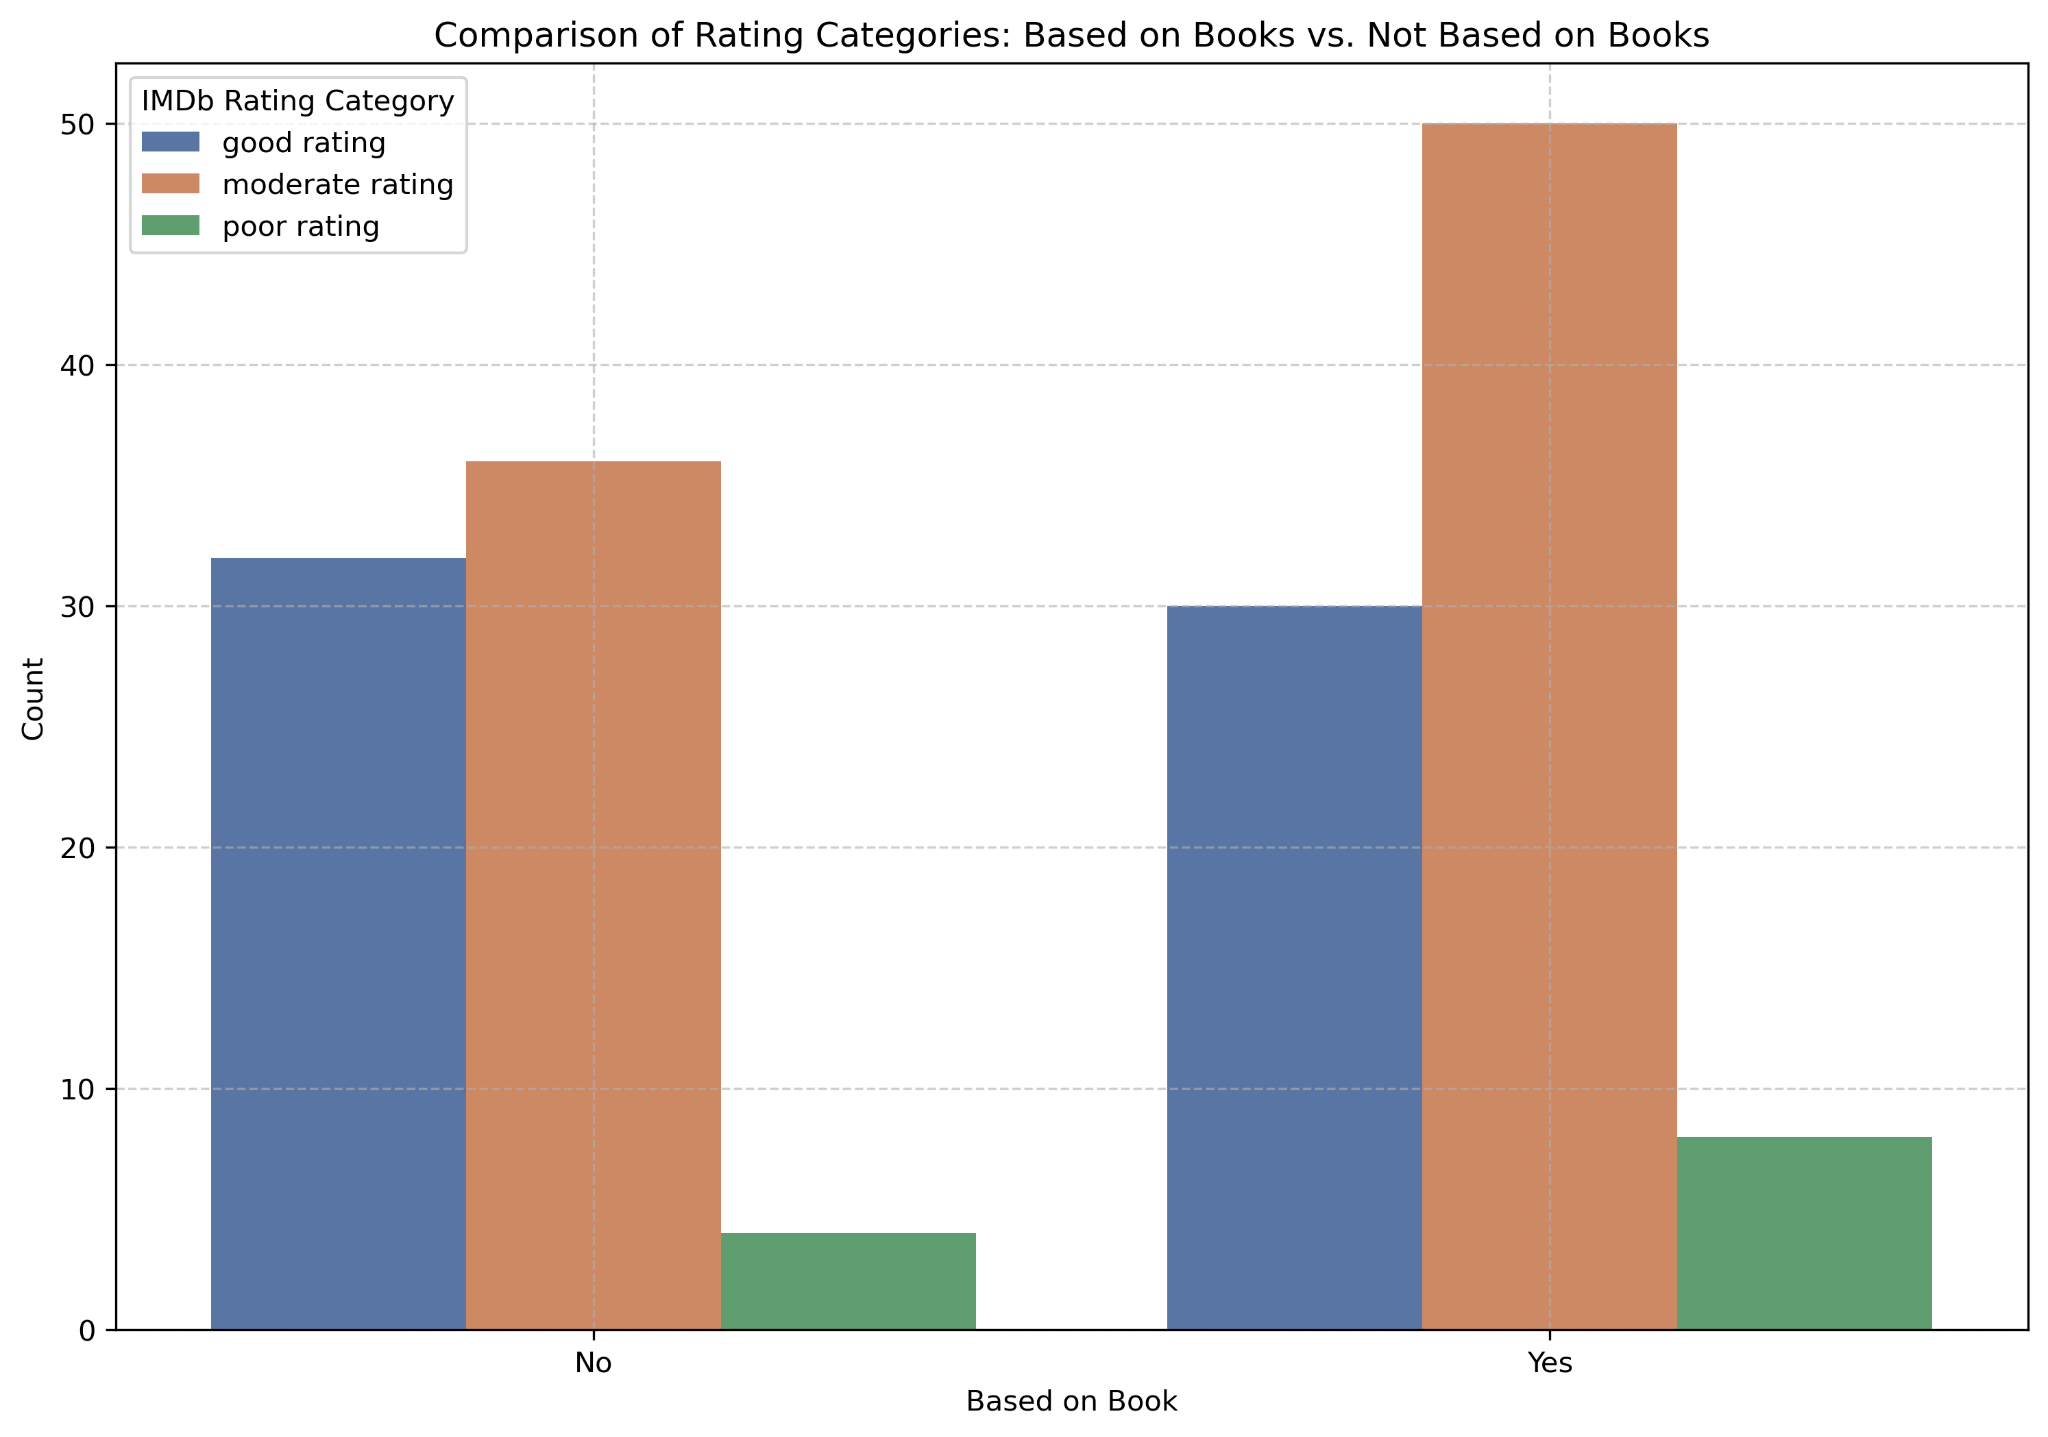 Comparison of Rating Categories: Based on Books vs. Not Based on Books
IMDb Rating Category
good rating
moderate rating
poor rating
50
40
30
20
10
0
Count
No
Yes
Based on Book